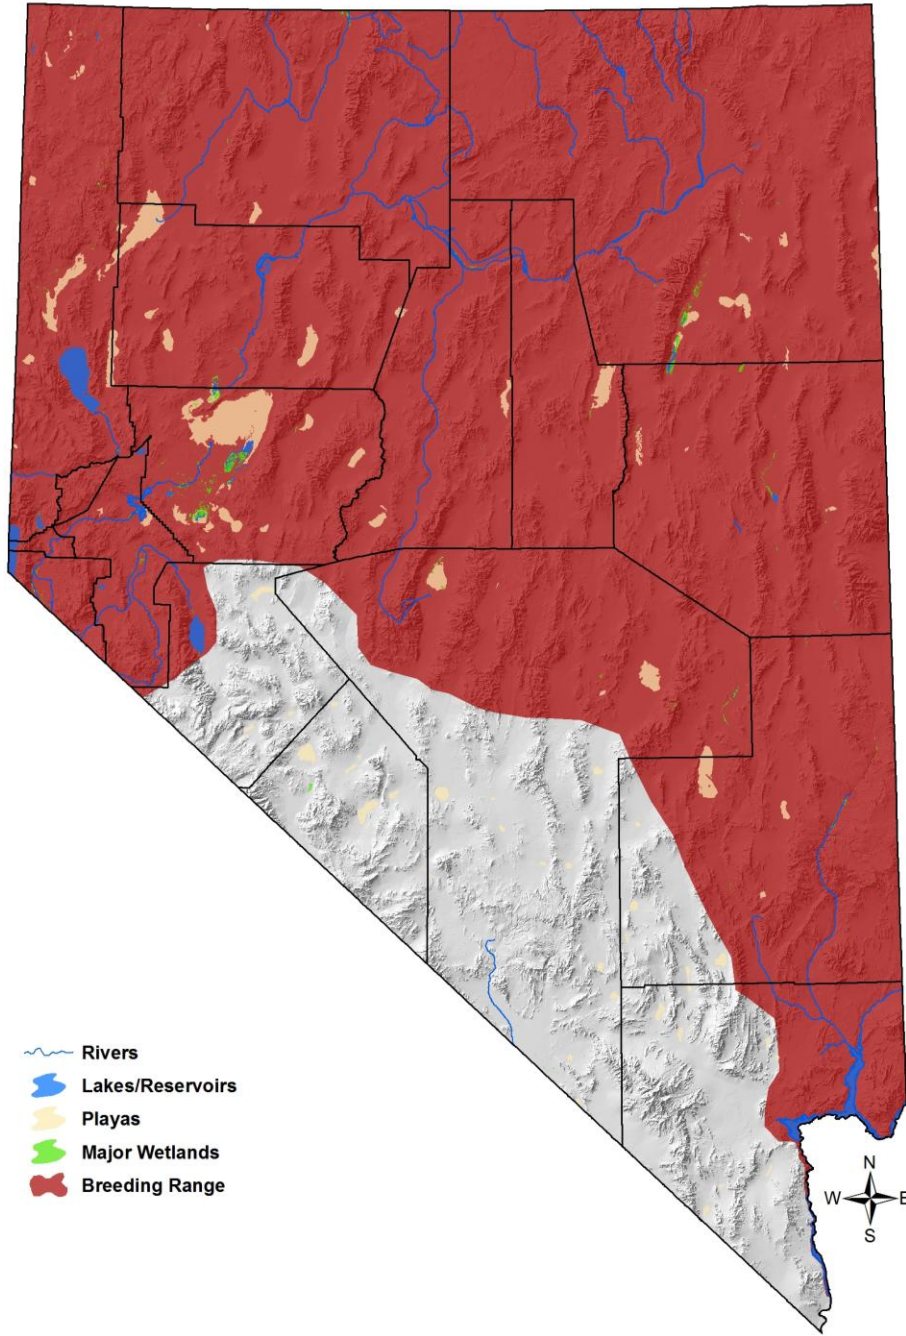 Rivers
Lakes/Reservoirs
Playas
Major Wetlands
Breeding Range
N
W E
S